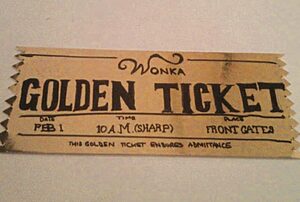 WONKA
GOLDEN TICKET
DATE TIME PLACE
FEB 1 10 A.M. (SHARP) FRONT GATES
THIS GOLDEN TICKET ENSURES ADMITTANCE